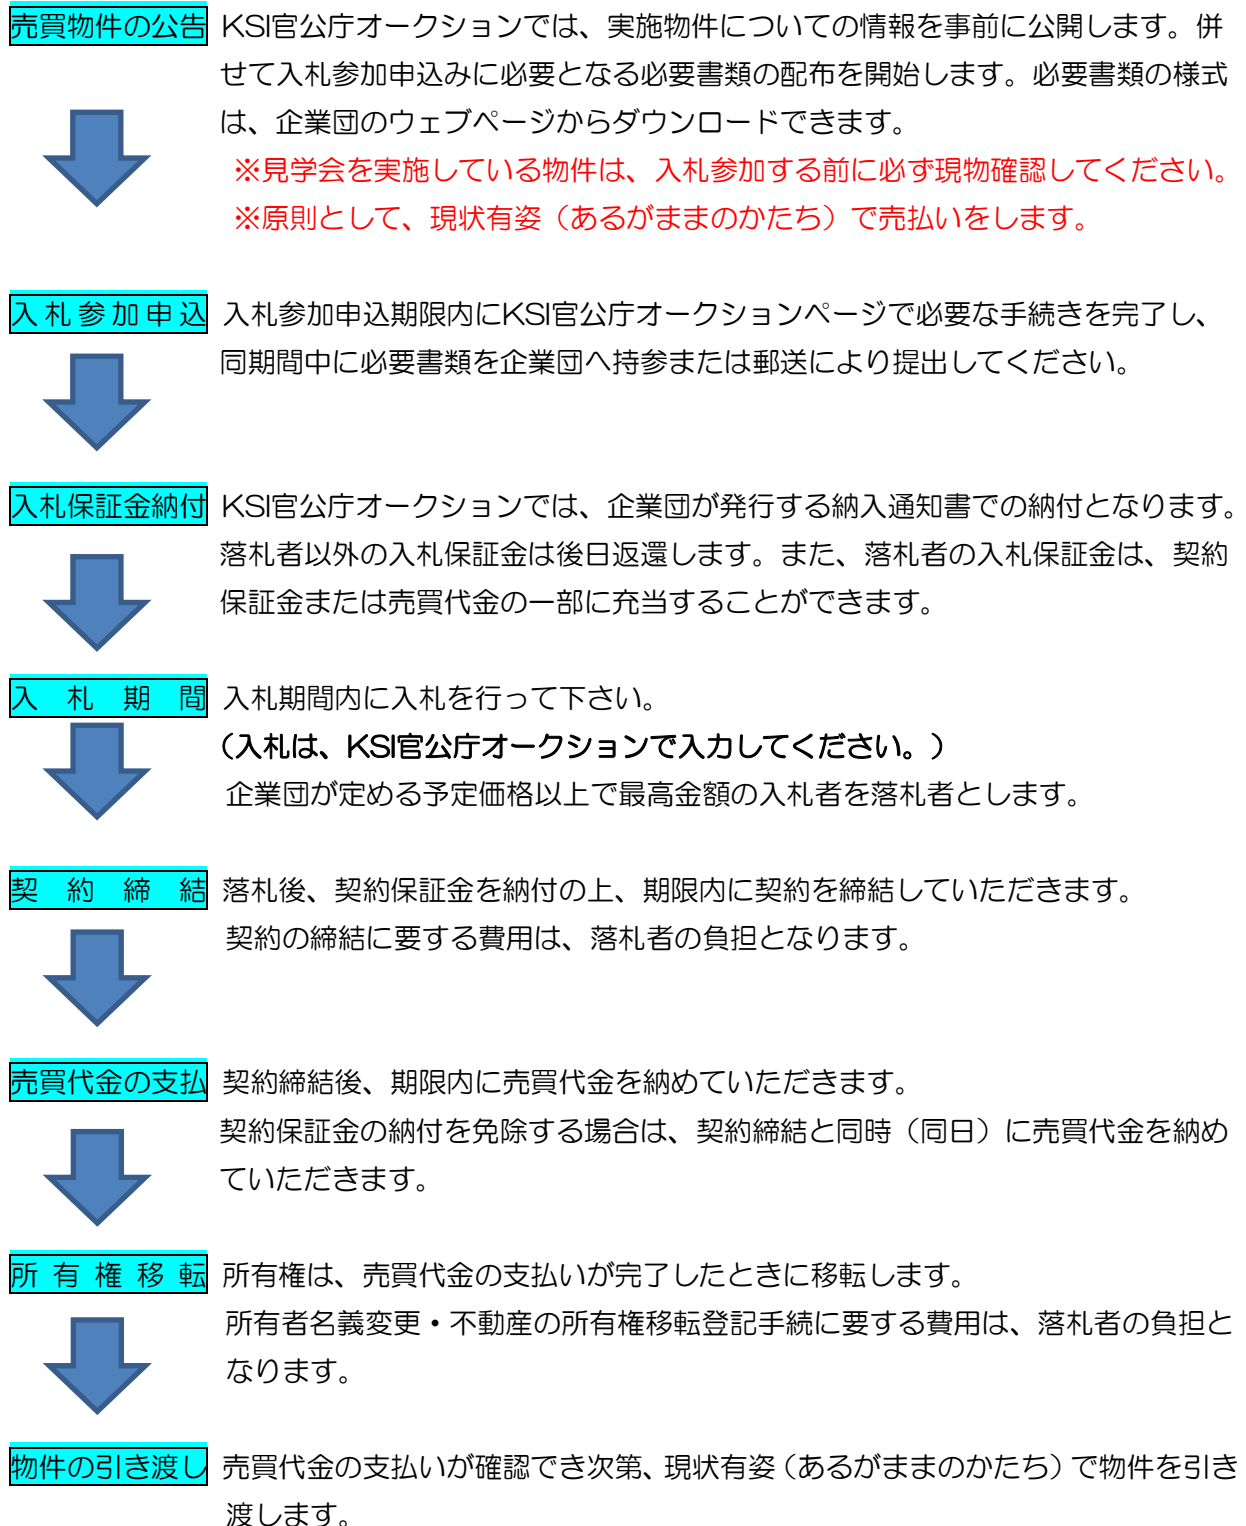 売買物件の公告 KSI官公庁オークションでは、実施物件についての情報を事前に公開します。併
せて入札参加申込みに必要となる必要書類の配布を開始します。必要書類の様式
は、企業団のウェブページからダウンロードできます。
※見学会を実施している物件は、入札参加する前に必ず現物確認してください。
※原則として、現状有姿（あるがままのかたち）で売払いをします。
入札参加申込 入札参加申込期限内にKSI官公庁オークションページで必要な手続きを完了し、
同期間中に必要書類を企業団へ持参または郵送により提出してください。
入札保証金納付 KSI官公庁オークションでは、企業団が発行する納入通知書での納付となります。
落札者以外の入札保証金は後日返還します。また、落札者の入札保証金は、契約
保証金または売買代金の一部に充当することができます。
入　札　期　間 入札期間内に入札を行って下さい。
（入札は、KSI官公庁オークションで入力してください。）
企業団が定める予定価格以上で最高金額の入札者を落札者とします。
契　約　締　結 落札後、契約保証金を納付の上、期限内に契約を締結していただきます。
契約の締結に要する費用は、落札者の負担となります。
売買代金の支払 契約締結後、期限内に売買代金を納めていただきます。
契約保証金の納付を免除する場合は、契約締結と同時（同日）に売買代金を納め
ていただきます。
所有権移転 所有権は、売買代金の支払いが完了したときに移転します。
所有者名義変更・不動産の所有権移転登記手続に要する費用は、落札者の負担と
なります。
物件の引き渡し 売買代金の支払いが確認でき次第、現状有姿（あるがままのかたち）で物件を引き
渡します。